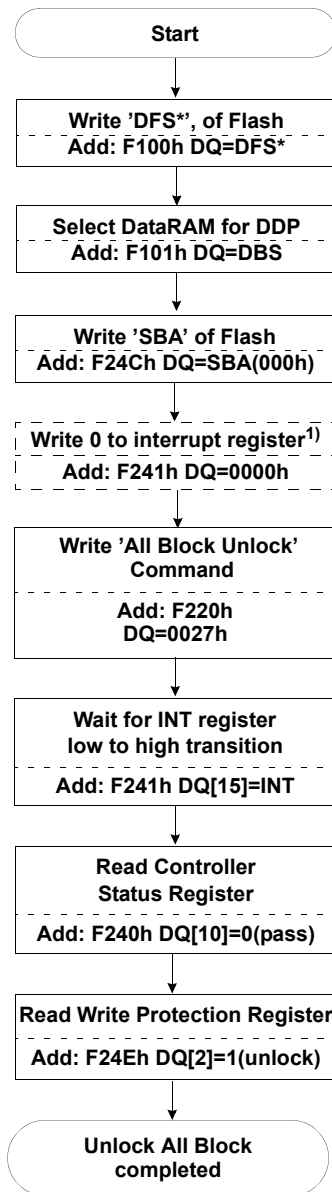 Start
Write ’DFS*’, of Flash
Add: F100h DQ=DFS*
Select DataRAM for DDP
Add: F101h DQ=DBS
Write ’SBA’ of Flash
Add: F24Ch DQ=SBA(000h)
Write 0 to interrupt register1)
Add: F241h DQ=0000h
Write ’All Block Unlock’
Command
Add: F220h
DQ=0027h
Wait for INT register
low to high transition
Add: F241h DQ[15]=INT
Read Controller
Status Register
Add: F240h DQ[10]=0(pass)
Read Write Protection Register
Add: F24Eh DQ[2]=1(unlock)
Unlock All Block
completed